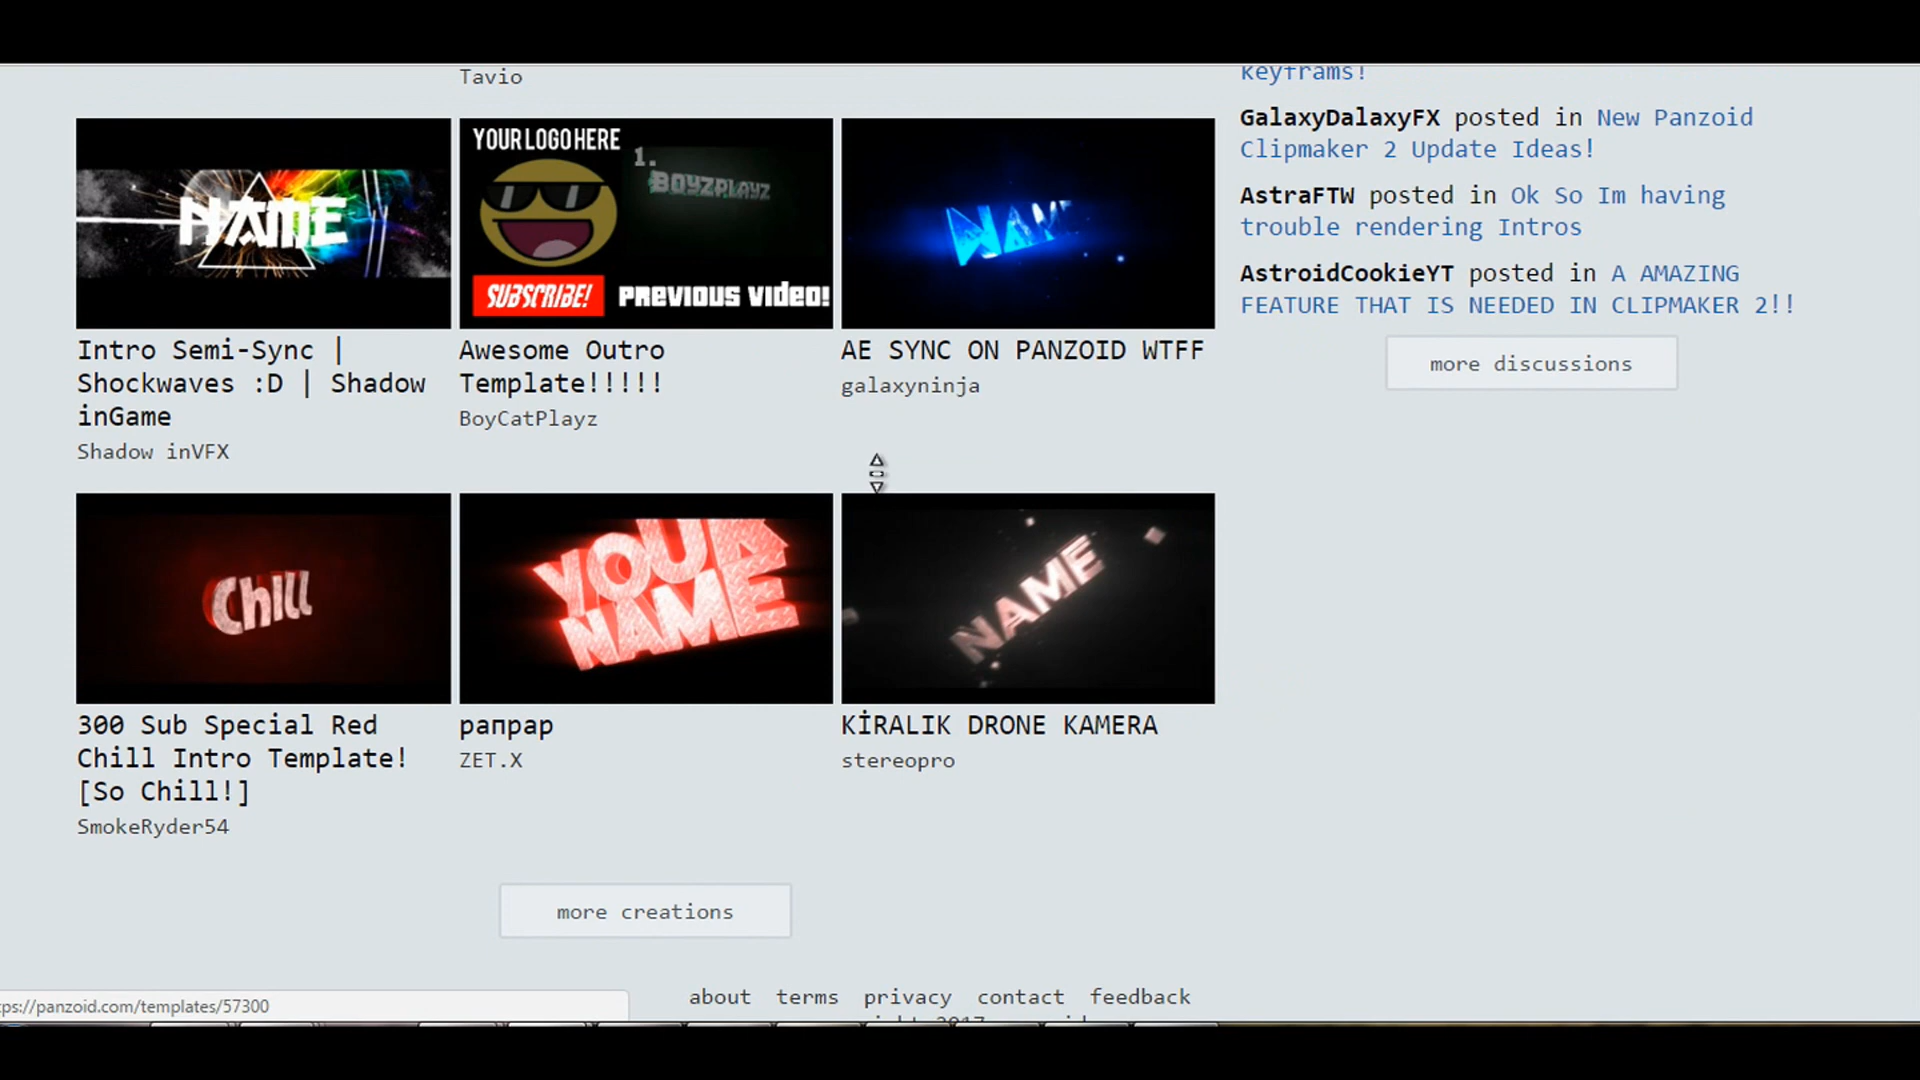 Tavio
keyframs!
GalaxyDalaxyFX posted in New Panzoid
Clipmaker 2 Update Ideas!
AstraFTW posted in Ok So Im having
trouble rendering Intros
AstroidCookieYT posted in A AMAZING
FEATURE THAT IS NEEDED IN CLIPMAKER 2!!
more discussions
NAME
YOUR LOGO HERE
1.
BOYZPLAYZ
SUBSCRIBE!
PREVIOUS VIDEO!
NAME
Intro Semi-Sync |
Shockwaves :D | Shadow
inGame
Shadow inVFX
Awesome Outro
Template!!!!!
BoyCatPlayz
AE SYNC ON PANZOID WTFF
galaxyninja
Chill
YOUR
NAME
NAME
300 Sub Special Red
Chill Intro Template!
[So Chill!]
SmokeRyder54
рапрар
ZET.X
KİRALIK DRONE KAMERA
stereopro
more creations
about terms privacy contact feedback
tps://panzoid.com/templates/57300